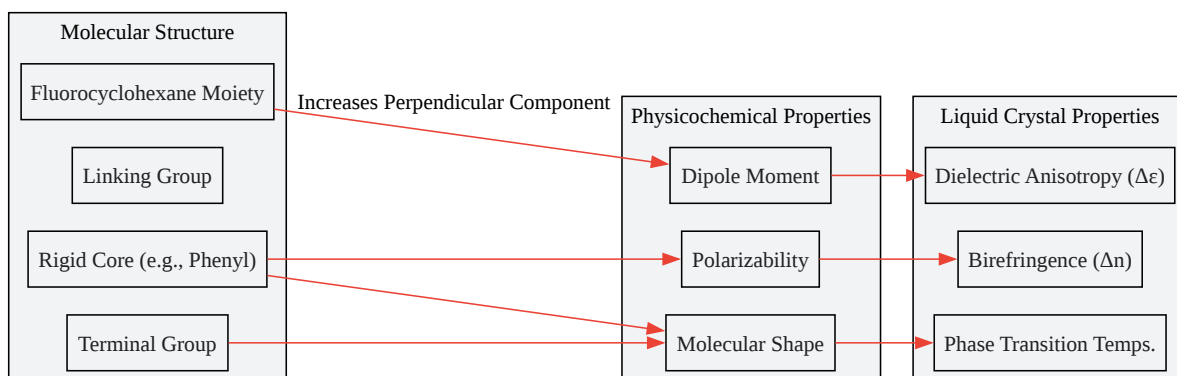 Molecular Structure
Fluorocyclohexane Moiety
Linking Group
Rigid Core (e.g., Phenyl)
Terminal Group
Increases Perpendicular Component
Physicochemical Properties
Dipole Moment
Polarizability
Molecular Shape
Liquid Crystal Properties
Dielectric Anisotropy (Δε)
Birefringence (Δn)
Phase Transition Temps.